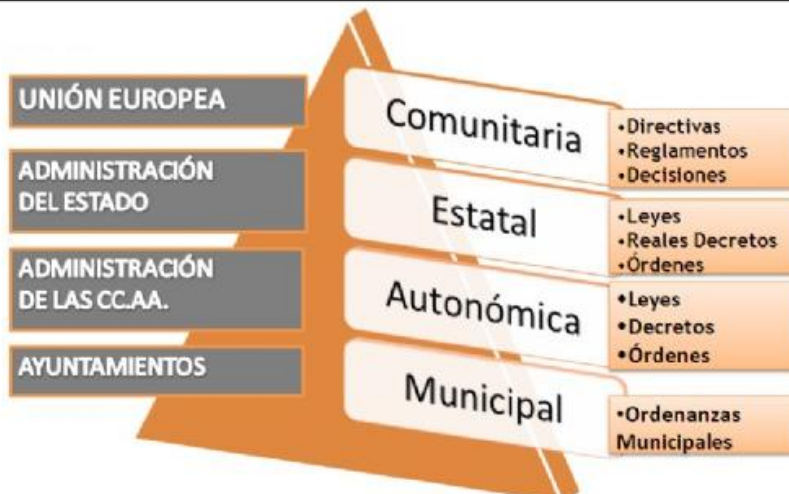 UNIÓN EUROPEA
Comunitaria
•Directivas
•Reglamentos
•Decisiones
ADMINISTRACIÓN
DEL ESTADO
Estatal
•Leyes
•Reales Decretos
•Órdenes
ADMINISTRACIÓN
DE LAS CC.AA.
Autonómica
•Leyes
•Decretos
•Órdenes
AYUNTAMIENTOS
Municipal
•Ordenanzas
Municipales